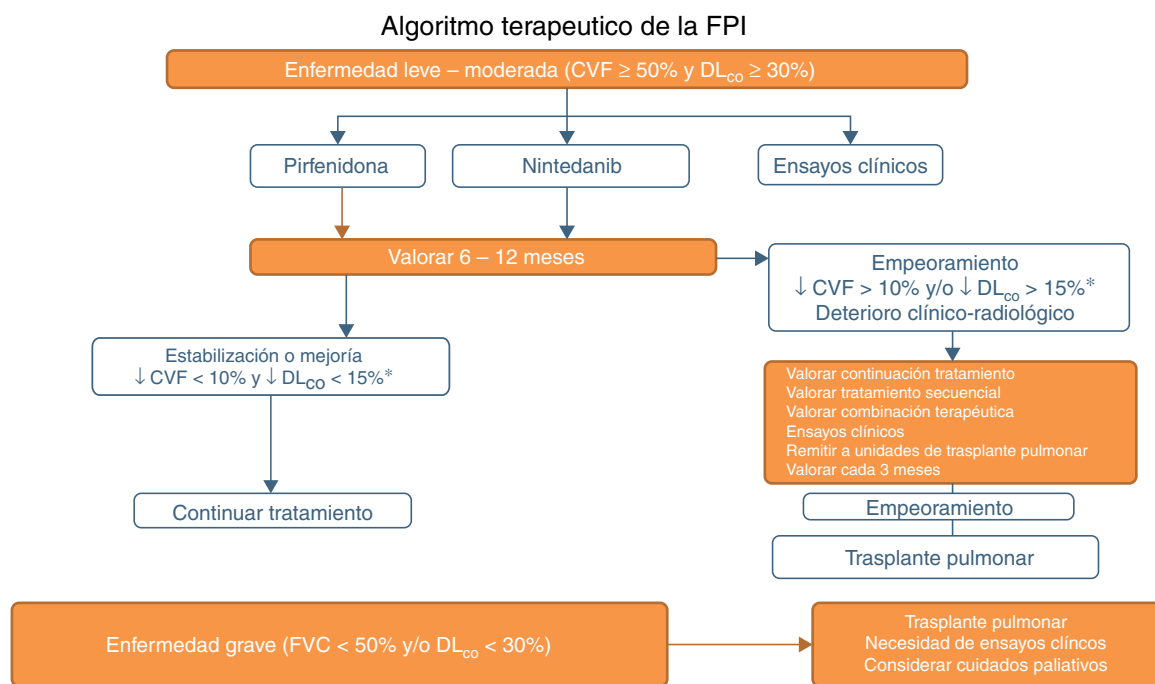 Algoritmo terapeutico de la FPI
Enfermedad leve – moderada (CVF ≥ 50% y DLco ≥ 30%)
Pirfenidona
Nintedanib
Ensayos clínicos
Valorar 6 – 12 meses
Empeoramiento
↓ CVF > 10% y/o ↓ DLco > 15%*
Deterioro clínico-radiológico
Estabilización o mejoría
↓ CVF < 10% y ↓ DLCO < 15%*
Valorar continuación tratamiento
Valorar tratamiento secuencial
Valorar combinación terapéutica
Ensayos clínicos
Remitir a unidades de trasplante pulmonar
Valorar cada 3 meses
Continuar tratamiento
Empeoramiento
Trasplante pulmonar
Enfermedad grave (FVC < 50% y/o DLco < 30%)
Trasplante pulmonar
Necesidad de ensayos clíncos
Considerar cuidados paliativos